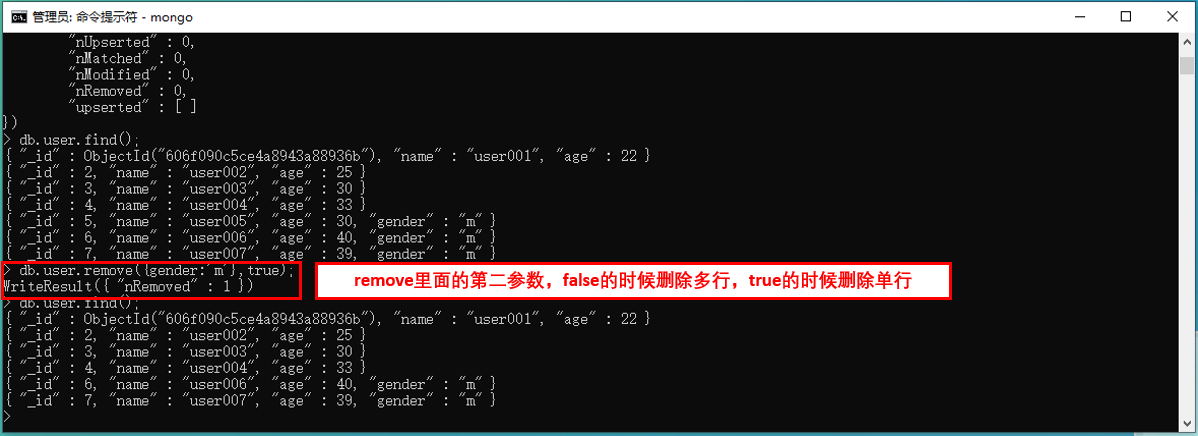 管理员: 命令提示符 - mongo
"nUpserted" : 0,
"nMatched" : 0,
"nModified" : 0,
"nRemoved" : 0,
"upserted" : [ ]
})
> db.user.find();
{ "_id" : ObjectId("606f090c5ce4a8943a88936b"), "name" : "user001", "age" : 22 }
{ "_id" : 2, "name" : "user002", "age" : 25 }
{ "_id" : 3, "name" : "user003", "age" : 30 }
{ "_id" : 4, "name" : "user004", "age" : 33 }
{ "_id" : 5, "name" : "user005", "age" : 30, "gender" : "m" }
{ "_id" : 6, "name" : "user006", "age" : 40, "gender" : "m" }
{ "_id" : 7, "name" : "user007", "age" : 39, "gender" : "m" }
> db.user.remove({gender:'m'},true);
WriteResult({ "nRemoved" : 1 })
remove里面的第二参数，false的时候删除多行，true的时候删除单行
> db.user.find();
{ "_id" : ObjectId("606f090c5ce4a8943a88936b"), "name" : "user001", "age" : 22 }
{ "_id" : 2, "name" : "user002", "age" : 25 }
{ "_id" : 3, "name" : "user003", "age" : 30 }
{ "_id" : 4, "name" : "user004", "age" : 33 }
{ "_id" : 6, "name" : "user006", "age" : 40, "gender" : "m" }
{ "_id" : 7, "name" : "user007", "age" : 39, "gender" : "m" }
>